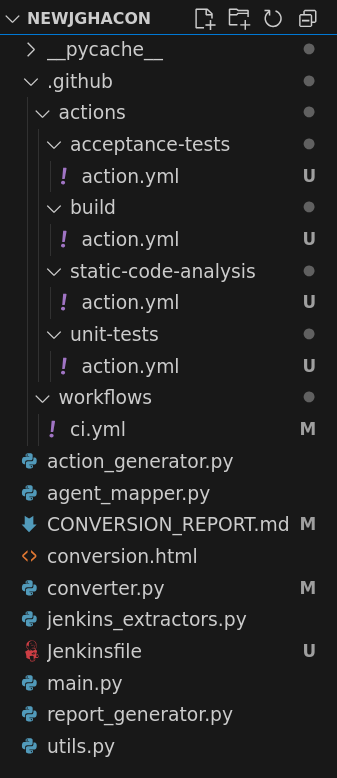 NEWJGHACON
__pycache__
.github
actions
acceptance-tests
! action.yml U
build
! action.yml U
static-code-analysis
! action.yml U
unit-tests
! action.yml U
workflows
! ci.yml M
action_generator.py
agent_mapper.py
CONVERSION_REPORT.md M
<> conversion.html
converter.py M
jenkins_extractors.py
Jenkinsfile U
main.py
report_generator.py
utils.py